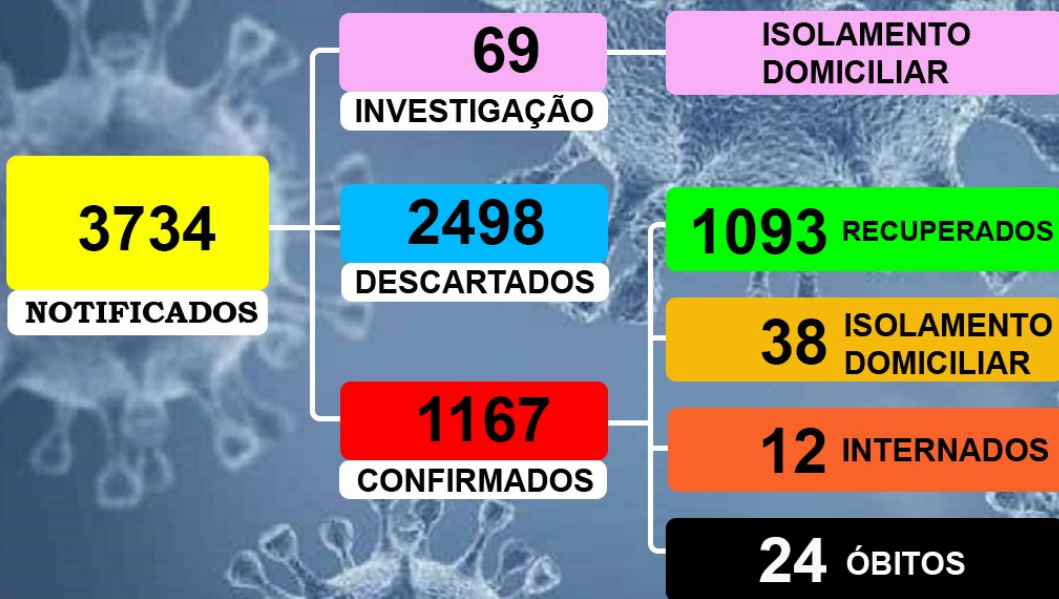 69
INVESTIGAÇÃO
ISOLAMENTO
DOMICILIAR
3734
NOTIFICADOS
2498
DESCARTADOS
1167
CONFIRMADOS
1093 RECUPERADOS
38 ISOLAMENTO
DOMICILIAR
12 INTERNADOS
24 ÓBITOS